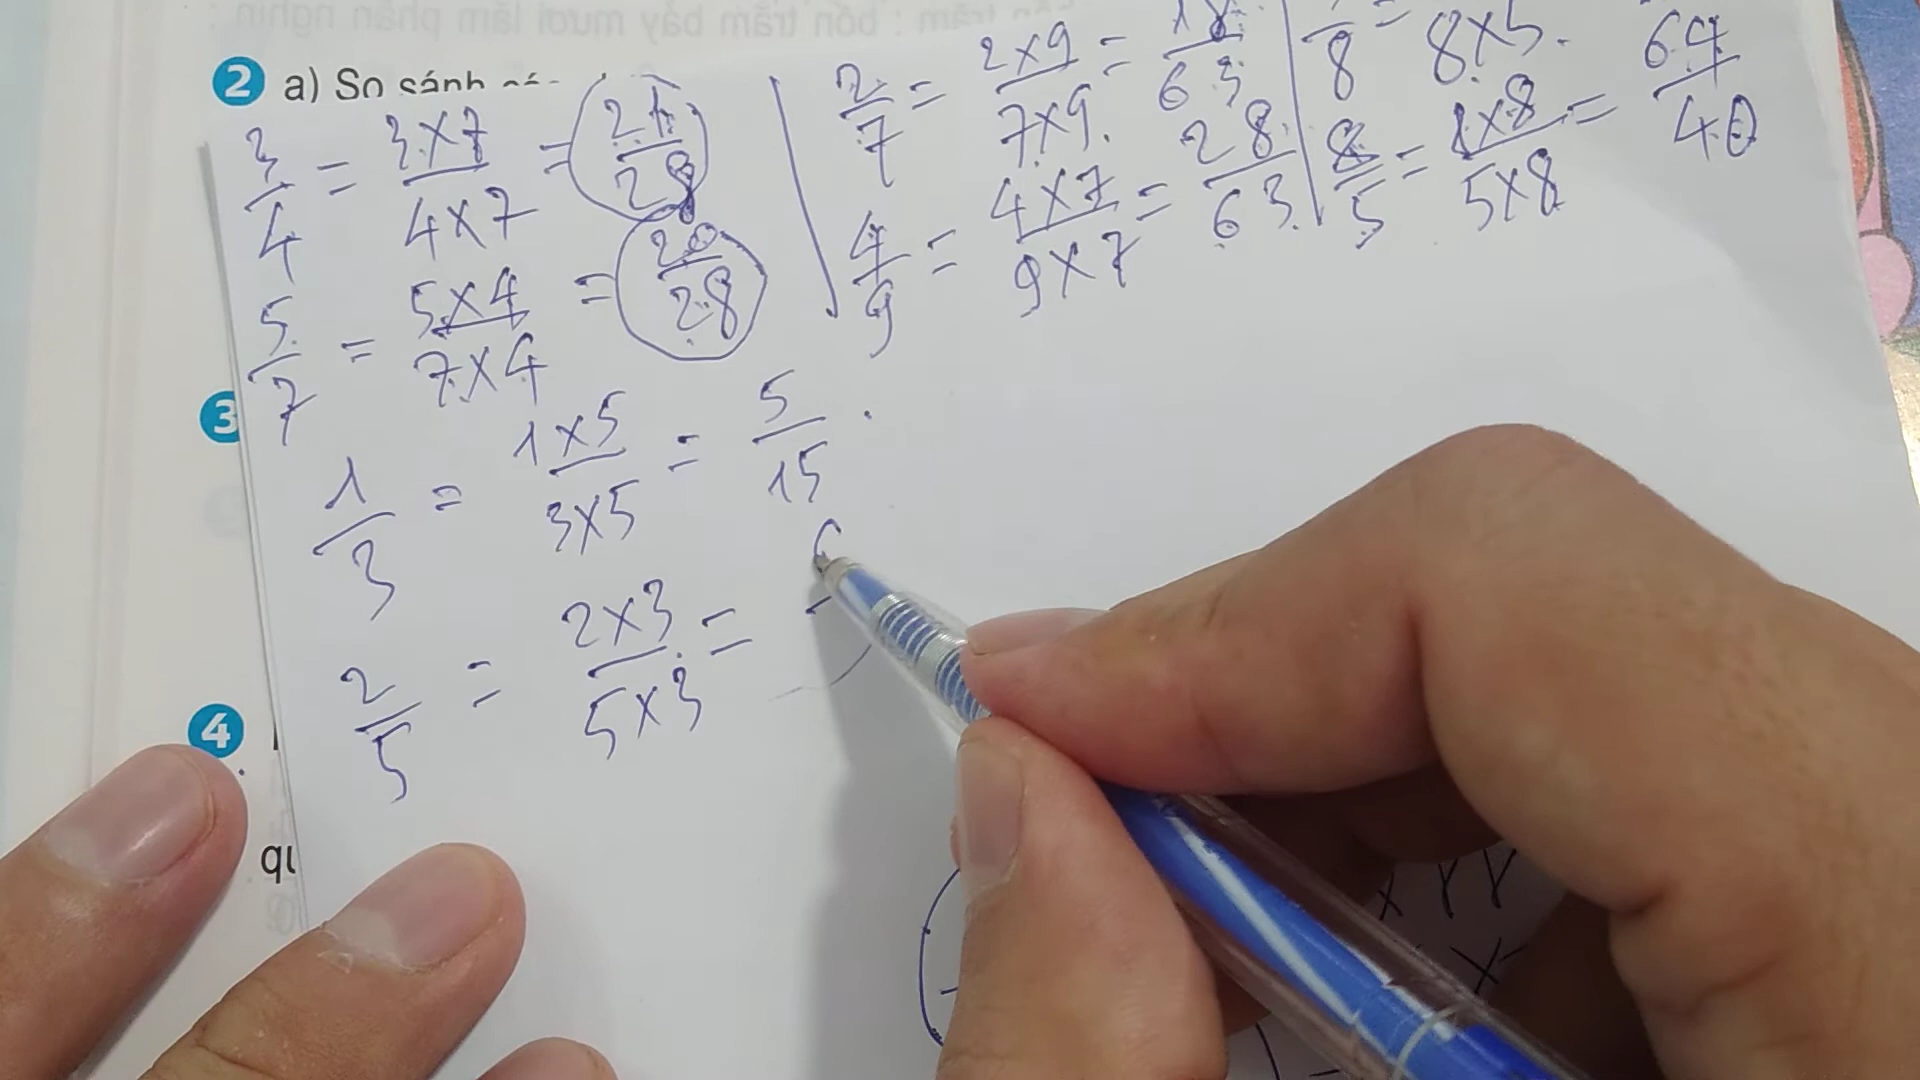 2 a) So sánh
3/4 = 3x7/4x7 = 21/28
5/7 = 5x4/7x4 = 20/28
2/7 = 2x9/7x9 = 18/63
4/9 = 4x7/9x7 = 28/63
/8 = /8x5
8/5 = 8x8/5x8 = 64/40
3
1/3 = 1x5/3x5 = 5/15
2/5 = 2x3/5x3 =
4